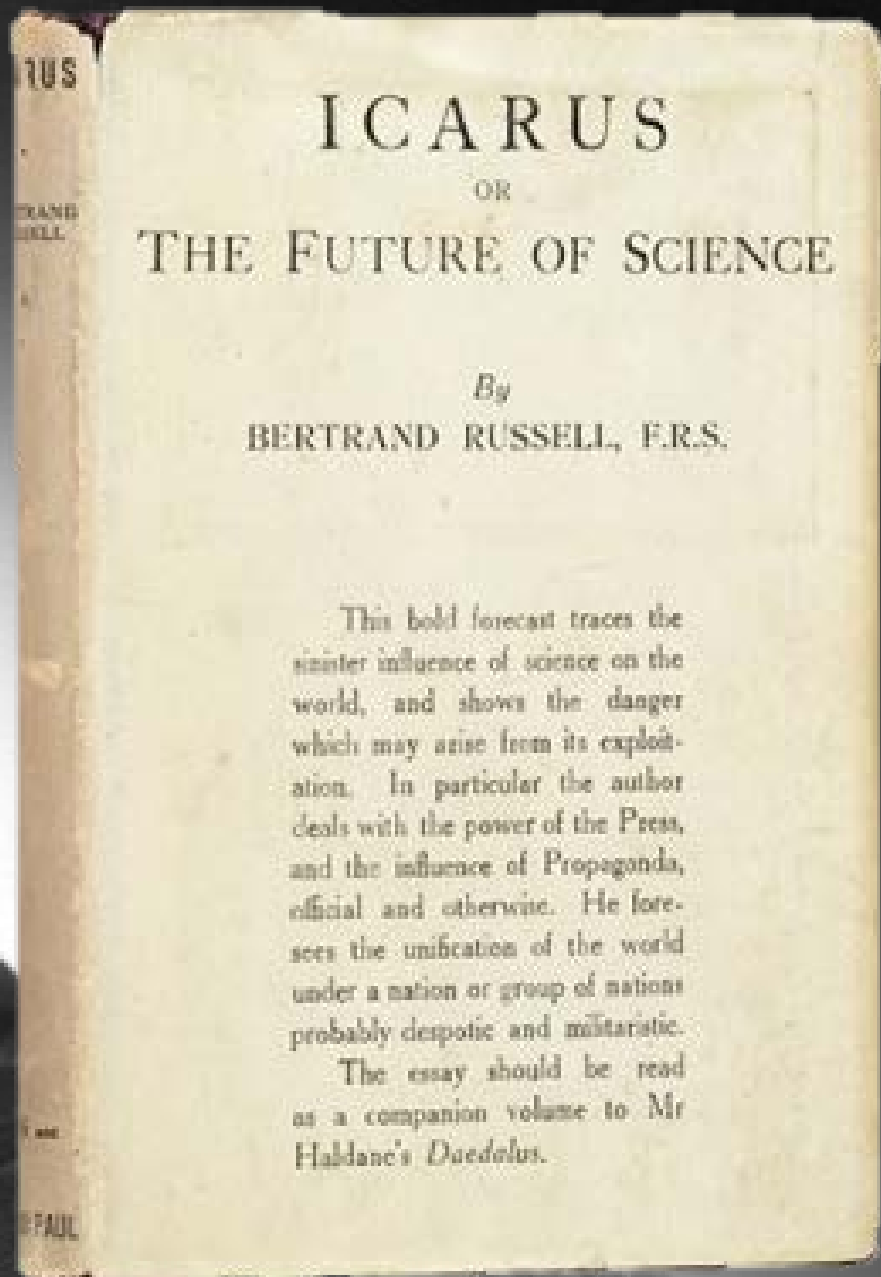 RUS
ICARUS
OR
THE FUTURE OF SCIENCE
By
BERTRAND RUSSELL, F.R.S.
This bold forecast traces the
sinister influence of science on the
world, and shows the danger
which may arise from its exploit-
ation. In particular the author
deals with the power of the Press,
and the influence of Propaganda,
official and otherwise. He fore-
sees the unification of the world
under a nation or group of nations
probably despotic and militaristic.
The essay should be read
as a companion volume to Mr
Haldane's Daedalus.
PAUL